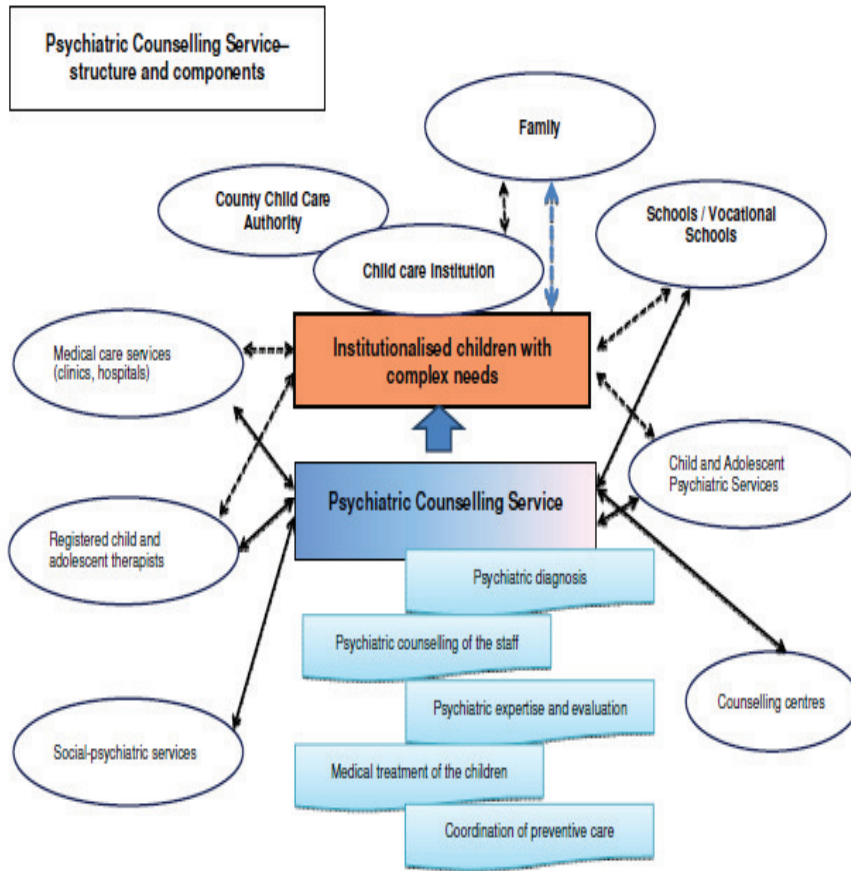 Psychiatric Counselling Service–
structure and components
Family
County Child Care
Authority
Schools / Vocational
Schools
Child care Institution
Medical care services
(clinics, hospitals)
Institutionalised children with
complex needs
Child and Adolescent
Psychiatric Services
Psychiatric Counselling Service
Registered child and
adolescent therapists
Psychiatric diagnosis
Psychiatric counselling of the staff
Psychiatric expertise and evaluation
Counselling centres
Social-psychiatric services
Medical treatment of the children
Coordination of preventive care